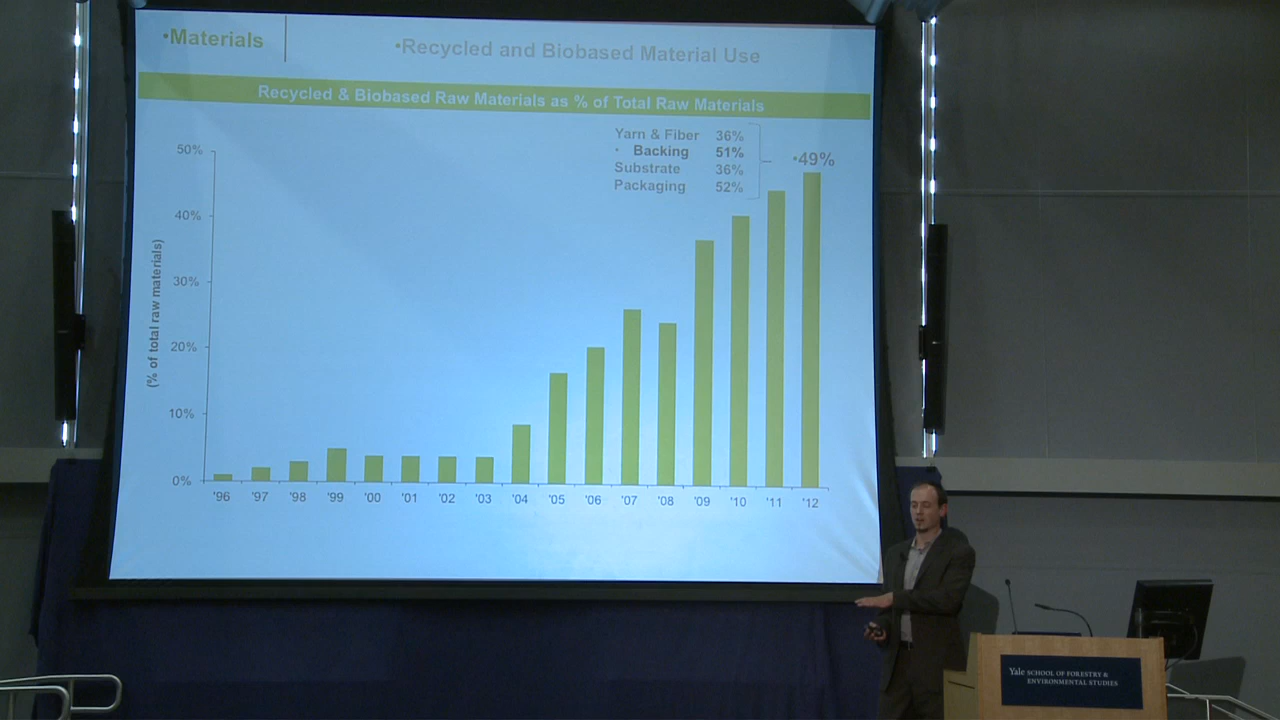 •Materials
•Recycled and Biobased Material Use
Recycled & Biobased Raw Materials as % of Total Raw Materials
Yarn & Fiber 36%
• Backing 51%
Substrate 36%
Packaging 52%
•49%
(% of total raw materials)
50%
40%
30%
20%
10%
0%
'96 '97 '98 '99 '00 '01 '02 '03 '04 '05 '06 '07 '08 '09 '10 '11 '12
Yale SCHOOL OF FORESTRY &
ENVIRONMENTAL STUDIES